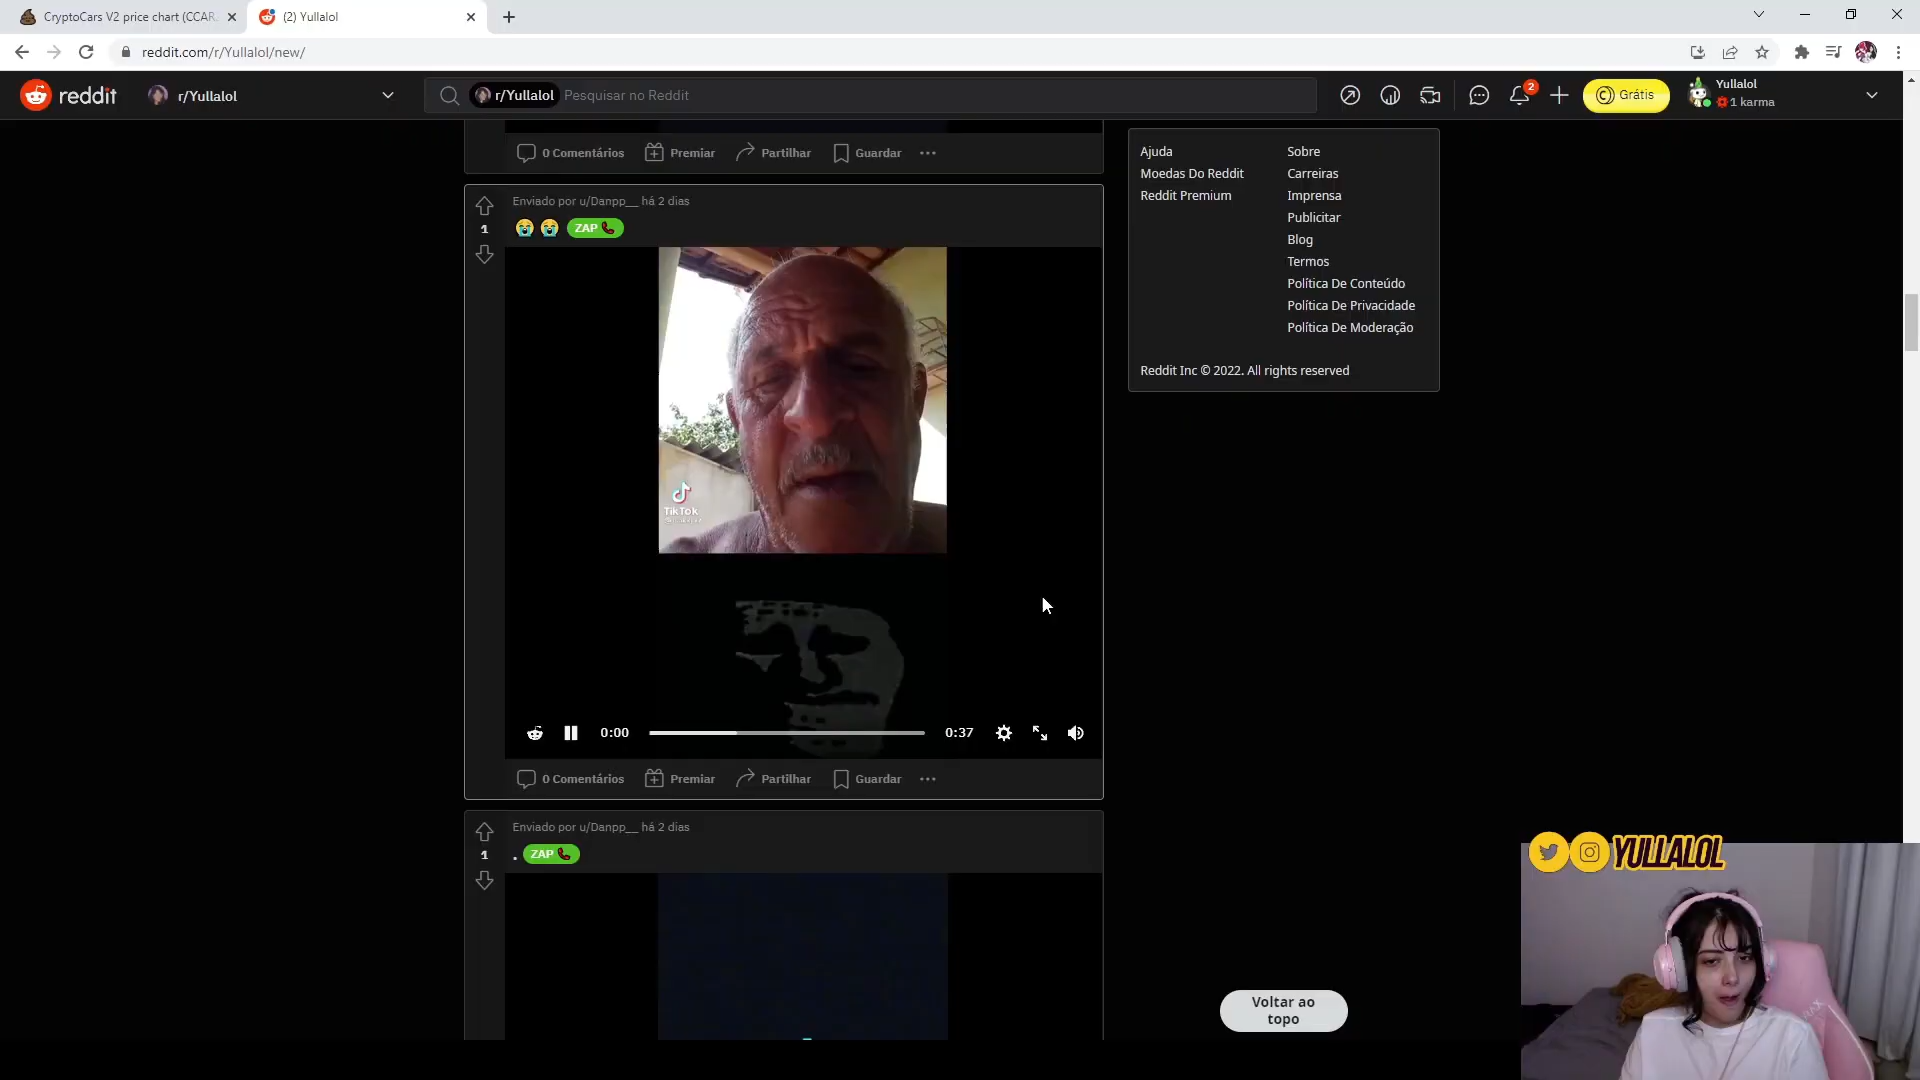 CryptoCars V2 price chart (CCAR
(2) Yullalol
reddit.com/r/Yullalol/new/
reddit
r/Yullalol
r/Yullalol
Pesquisar no Reddit
2
Grátis
Yullalol
1 karma
0 Comentários
Premiar
Partilhar
Guardar
Ajuda
Moedas Do Reddit
Reddit Premium
Sobre
Carreiras
Imprensa
Publicitar
Blog
Termos
Política De Conteúdo
Política De Privacidade
Política De Moderação
Reddit Inc © 2022. All rights reserved
Enviado por u/Danpp__ há 2 dias
1
😭 😭 ZAP 📞
TikTok
0:00
0:37
0 Comentários
Premiar
Partilhar
Guardar
Enviado por u/Danpp__ há 2 dias
1
. ZAP 📞
Voltar ao
topo
YULLALOL